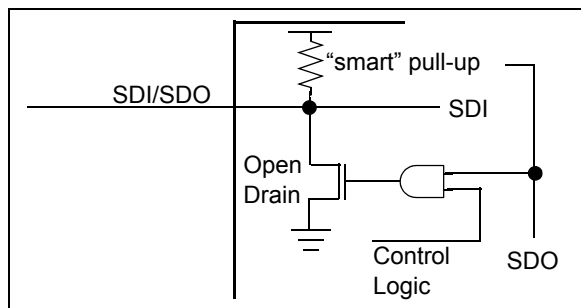 “smart” pull-up
SDI/SDO
SDI
Open
Drain
Control
Logic
SDO